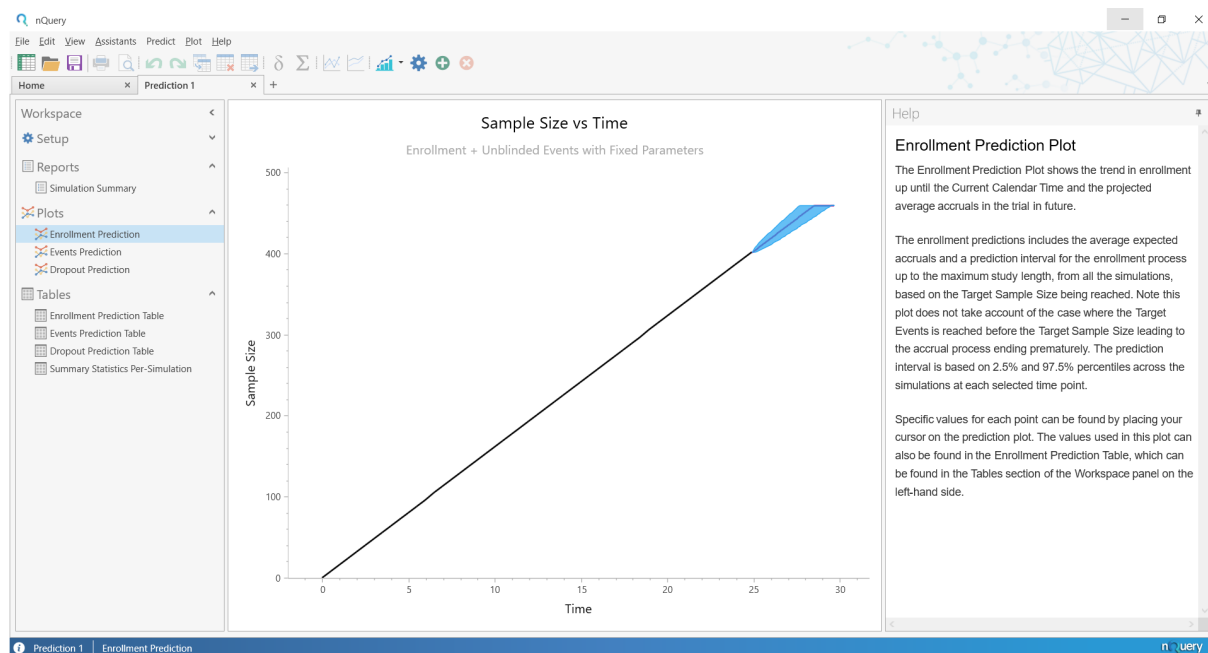 nQuery
File Edit View Assistants Predict Plot Help
Home × Prediction 1 × +
Workspace
Setup
Reports
Simulation Summary
Plots
Enrollment Prediction
Events Prediction
Dropout Prediction
Tables
Enrollment Prediction Table
Events Prediction Table
Dropout Prediction Table
Summary Statistics Per-Simulation
Sample Size vs Time
Enrollment + Unblinded Events with Fixed Parameters
Sample Size
500
400
300
200
100
0
0 5 10 15 20 25 30
Time
Help
Enrollment Prediction Plot
The Enrollment Prediction Plot shows the trend in enrollment
up until the Current Calendar Time and the projected
average accruals in the trial in future.
The enrollment predictions includes the average expected
accruals and a prediction interval for the enrollment process
up to the maximum study length, from all the simulations,
based on the Target Sample Size being reached. Note this
plot does not take account of the case where the Target
Events is reached before the Target Sample Size leading to
the accrual process ending prematurely. The prediction
interval is based on 2.5% and 97.5% percentiles across the
simulations at each selected time point.
Specific values for each point can be found by placing your
cursor on the prediction plot. The values used in this plot can
also be found in the Enrollment Prediction Table, which can
be found in the Tables section of the Workspace panel on the
left-hand side.
Prediction 1 Enrollment Prediction
nQuery